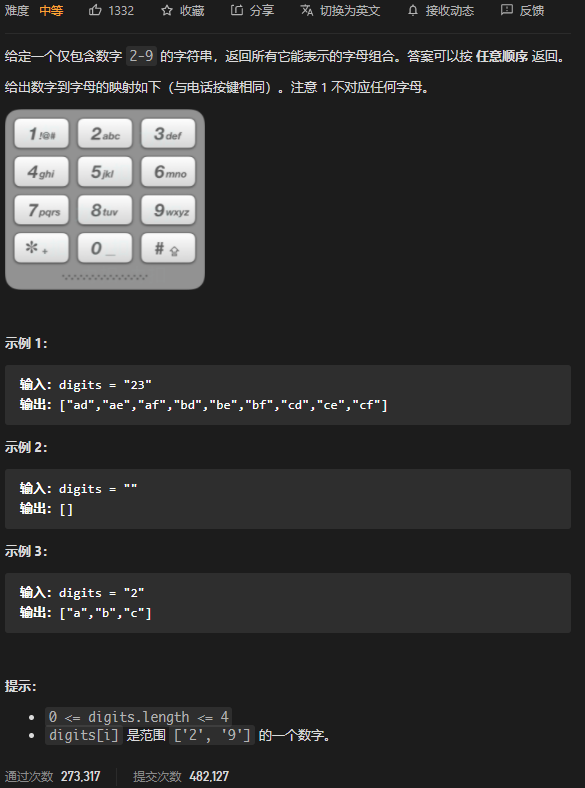 难度 中等 1332 收藏 分享 切换为英文 接收动态 反馈
给定一个仅包含数字 2-9 的字符串，返回所有它能表示的字母组合。答案可以按 任意顺序 返回。
给出数字到字母的映射如下（与电话按键相同）。注意 1 不对应任何字母。
1 !@# 2 abc 3 def
4 ghi 5 jkl 6 mno
7 pqrs 8 tuv 9 wxyz
* + 0 _ #
示例 1：
输入：digits = "23"
输出：["ad","ae","af","bd","be","bf","cd","ce","cf"]
示例 2：
输入：digits = ""
输出：[]
示例 3：
输入：digits = "2"
输出：["a","b","c"]
提示：
0 <= digits.length <= 4
digits[i] 是范围 ['2', '9'] 的一个数字。
通过次数 273,317 提交次数 482,127